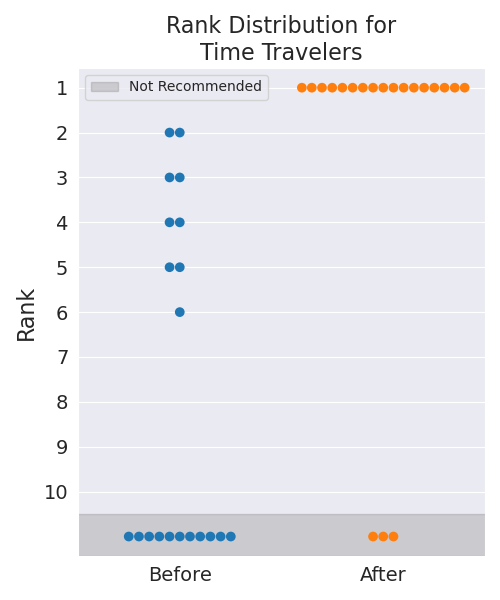 Rank Distribution for
Time Travelers
Not Recommended
1
2
3
4
5
6
7
8
9
10
Rank
Before
After